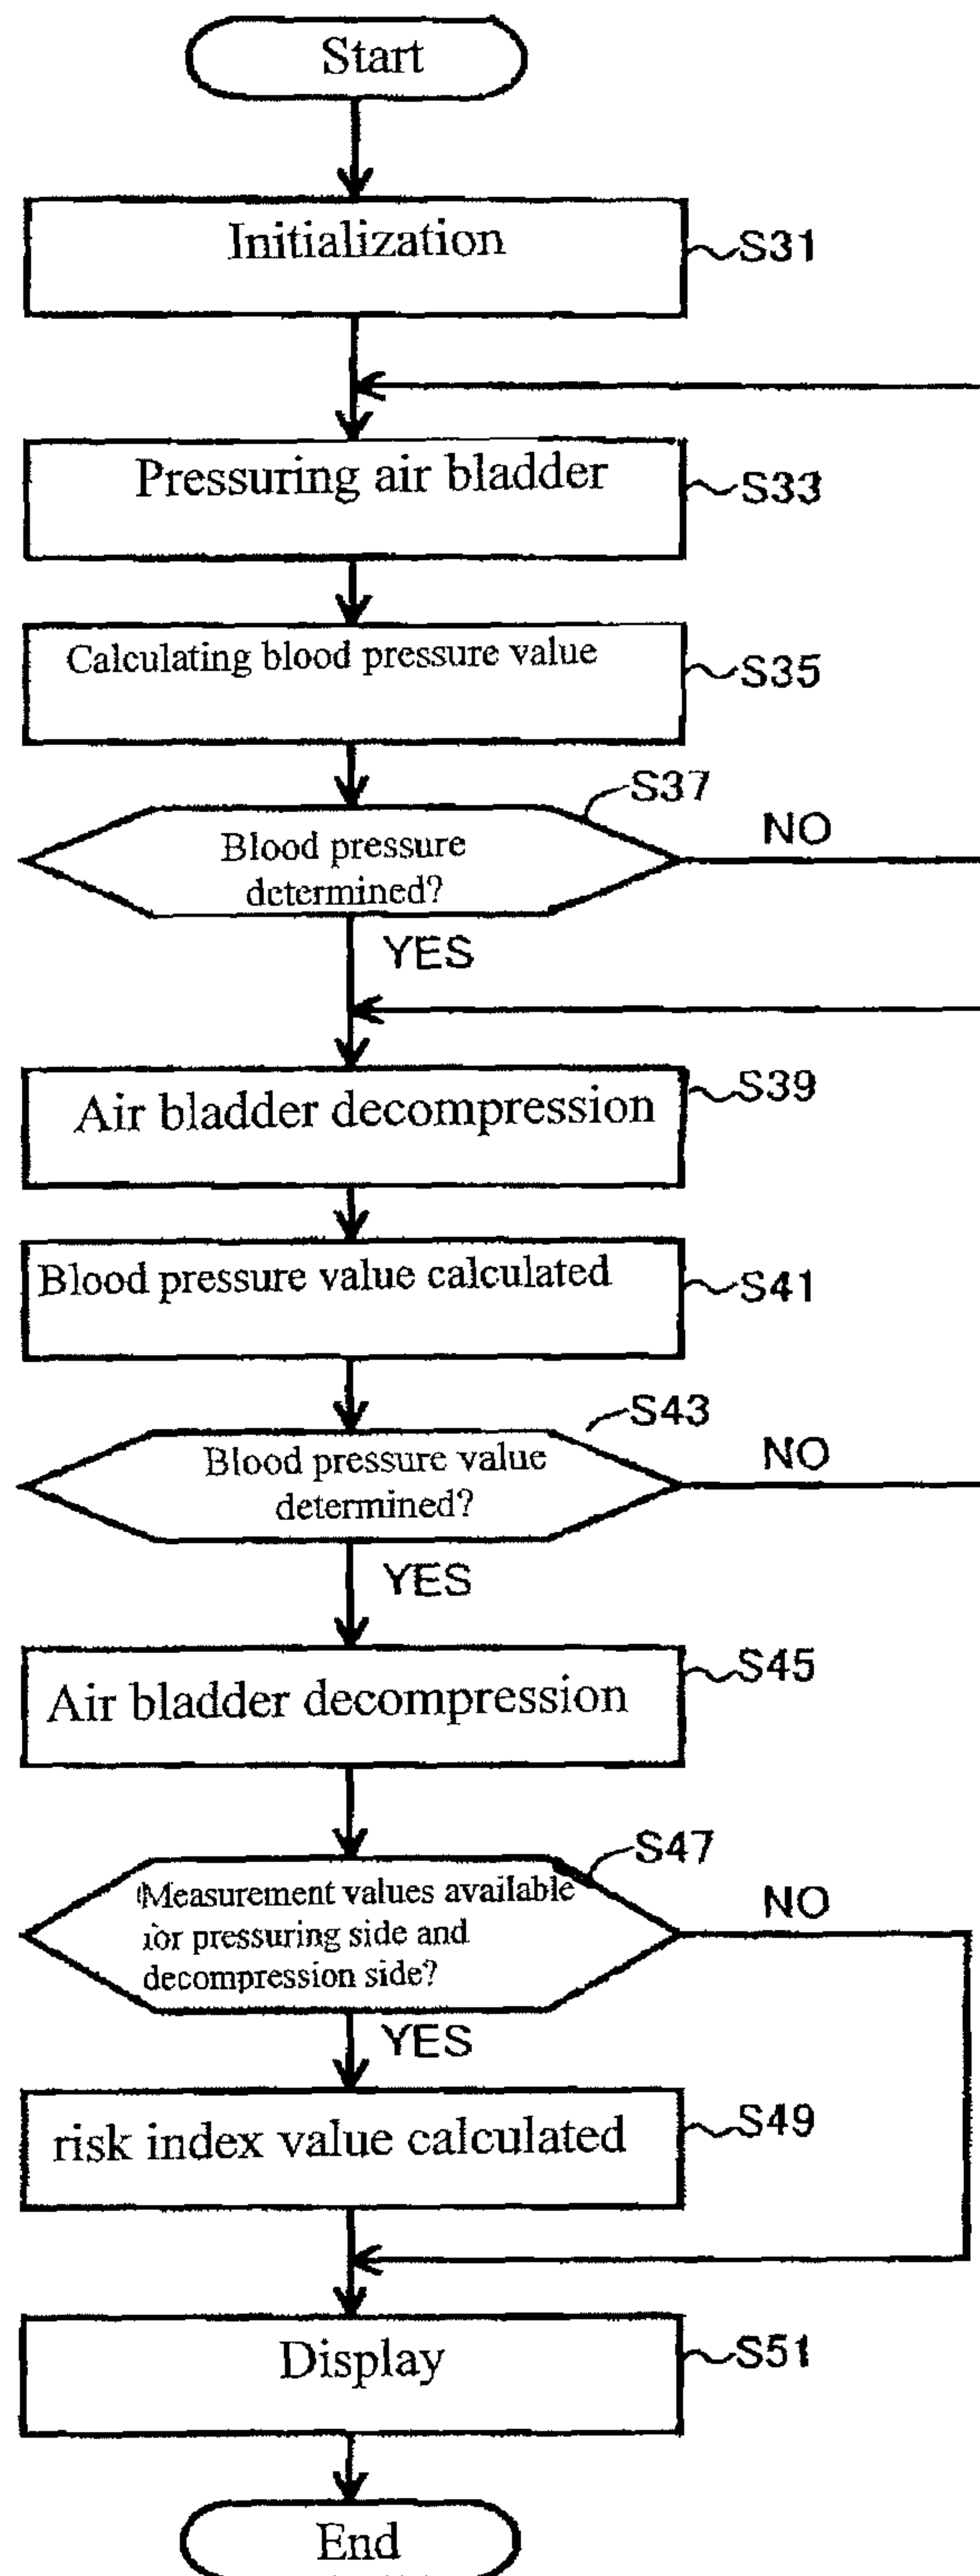 Start
Initialization
S31
Pressuring air bladder
S33
Calculating blood pressure value
S35
S37
Blood pressure
determined?
NO
YES
Air bladder decompression
S39
Blood pressure value calculated
S41
S43
Blood pressure value
determined?
NO
YES
Air bladder decompression
S45
S47
Measurement values available
for pressuring side and
decompression side?
NO
YES
risk index value calculated
S49
Display
S51
End